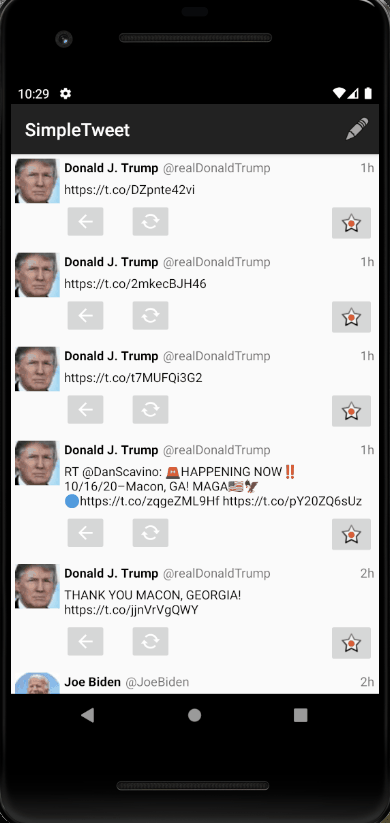 10:29
SimpleTweet
Donald J. Trump @realDonaldTrump 1h
https://t.co/DZpnte42vi
Donald J. Trump @realDonaldTrump 1h
https://t.co/2mkecBJH46
Donald J. Trump @realDonaldTrump 1h
https://t.co/t7MUFQi3G2
Donald J. Trump @realDonaldTrump 1h
RT @DanScavino: 🚨HAPPENING NOW‼️
10/16/20–Macon, GA! MAGA🇺🇸🦅
🔵https://t.co/zqgeZML9Hf https://t.co/pY20ZQ6sUz
Donald J. Trump @realDonaldTrump 2h
THANK YOU MACON, GEORGIA!
https://t.co/jjnVrVgQWY
Joe Biden @JoeBiden 2h